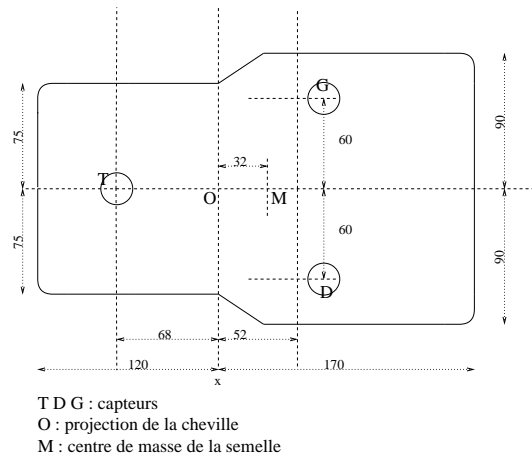 G
75
60
90
32
T
O
M
75
60
90
D
68
52
120
170
x
T D G : capteurs
O : projection de la cheville
M : centre de masse de la semelle